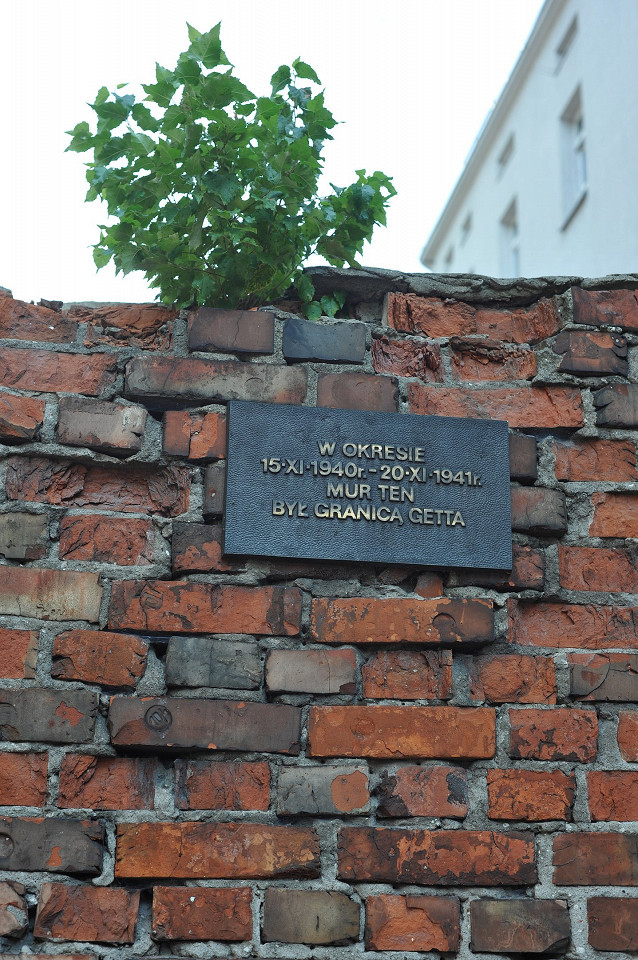 W OKRESIE
15·XI·1940r.-20·XI·1941r.
MUR TEN
BYŁ GRANICĄ GETTA